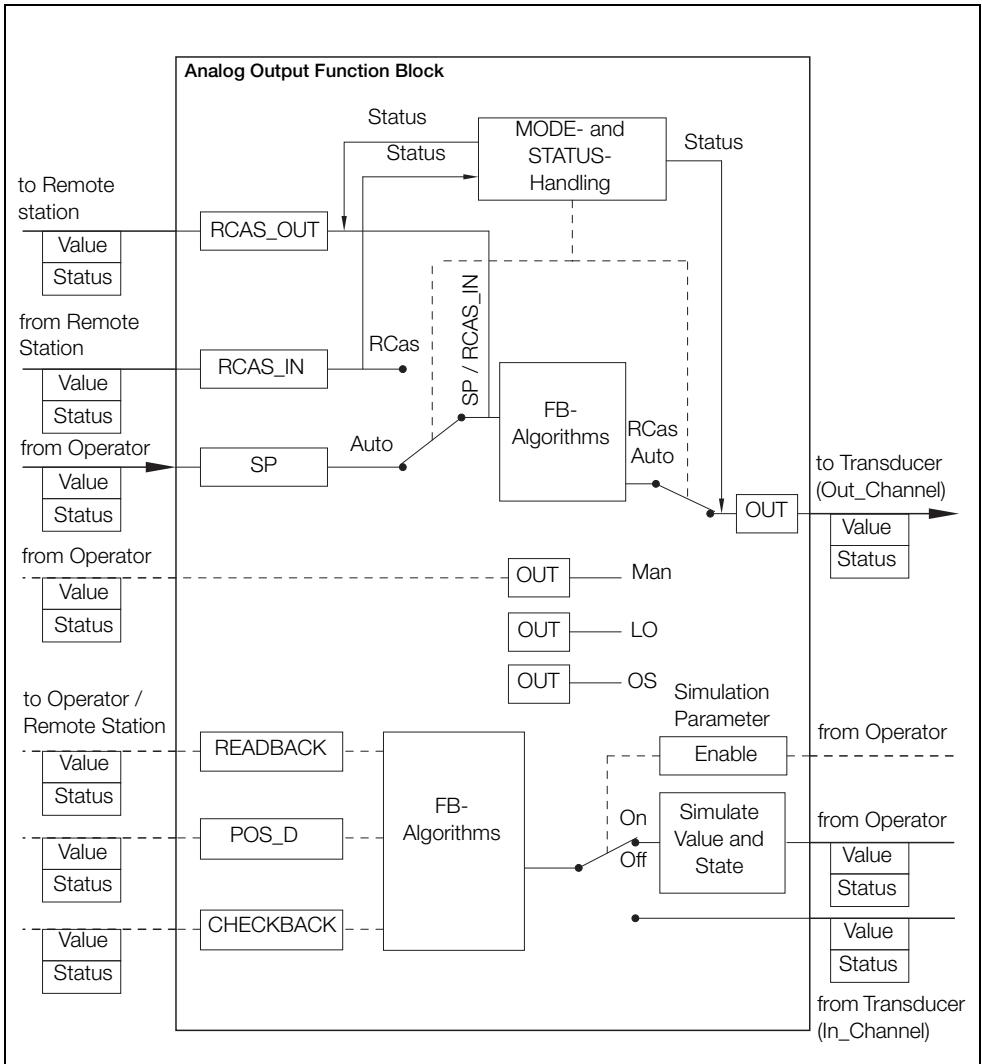 Analog Output Function Block
Status
Status
MODE- and
STATUS-
Handling
Status
to Remote
station
Value
Status
RCAS_OUT
from Remote
Station
Value
Status
RCAS_IN
RCas
SP / RCAS_IN
from Operator
Value
Status
SP
Auto
FB-
Algorithms
RCas
Auto
OUT
to Transducer
(Out_Channel)
Value
Status
from Operator
Value
Status
OUT
Man
OUT
LO
OUT
OS
to Operator /
Remote Station
Value
Status
READBACK
Value
Status
POS_D
Value
Status
CHECKBACK
FB-
Algorithms
Simulation
Parameter
Enable
from Operator
On
Off
Simulate
Value and
State
from Operator
Value
Status
Value
Status
from Transducer
(In_Channel)